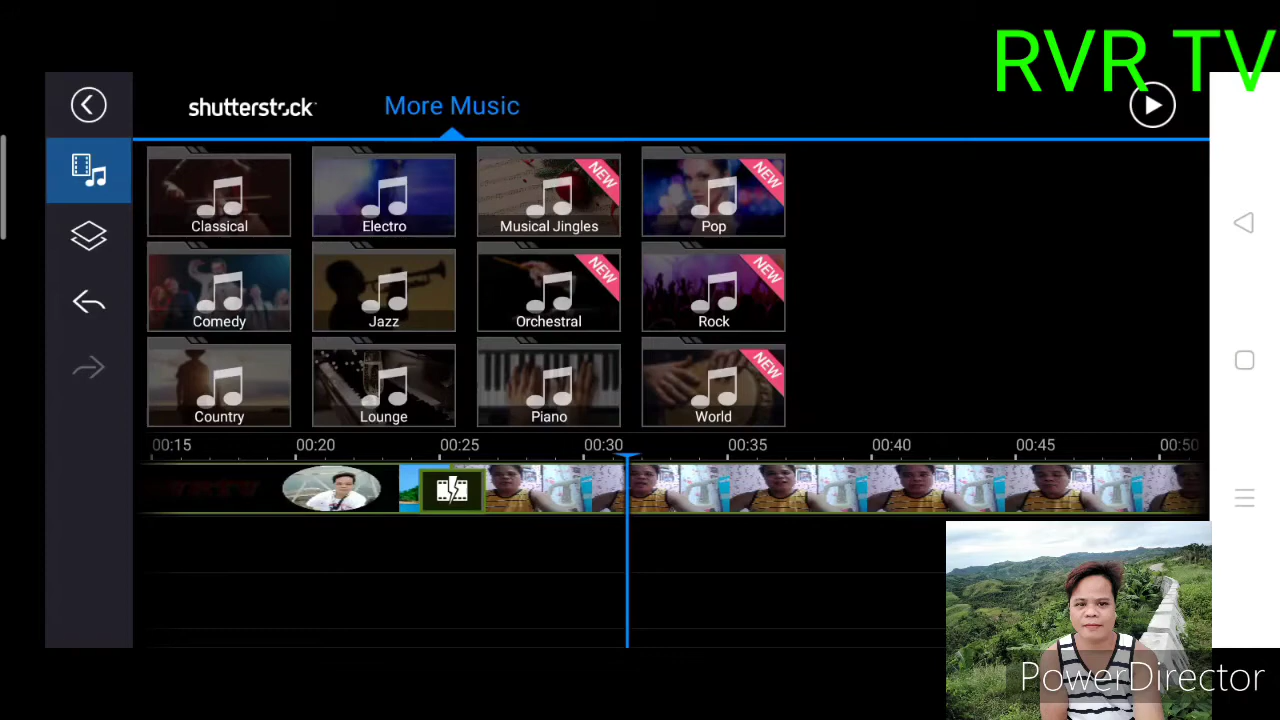 RVR TV
shutterstock
More Music
Classical
Electro
NEW
Musical Jingles
NEW
Pop
Comedy
Jazz
NEW
Orchestral
NEW
Rock
Country
Lounge
Piano
NEW
World
00:15
00:20
00:25
00:30
00:35
00:40
00:45
00:50
PowerDirector